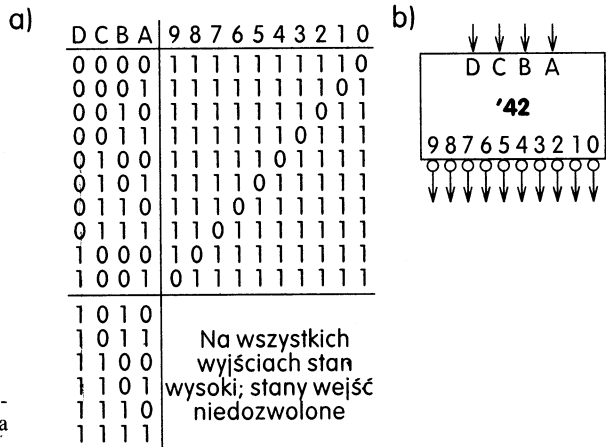 a)
D C B A 9 8 7 6 5 4 3 2 1 0
0 0 0 0 1 1 1 1 1 1 1 1 1 0
0 0 0 1 1 1 1 1 1 1 1 1 0 1
0 0 1 0 1 1 1 1 1 1 1 0 1 1
0 0 1 1 1 1 1 1 1 1 0 1 1 1
0 1 0 0 1 1 1 1 1 0 1 1 1 1
0 1 0 1 1 1 1 1 0 1 1 1 1 1
0 1 1 0 1 1 1 0 1 1 1 1 1 1
0 1 1 1 1 1 0 1 1 1 1 1 1 1
1 0 0 0 1 0 1 1 1 1 1 1 1 1
1 0 0 1 0 1 1 1 1 1 1 1 1 1
1 0 1 0
1 0 1 1
1 1 0 0
1 1 0 1
1 1 1 0
1 1 1 1
Na wszystkich
wyjściach stan
wysoki; stany wejść
niedozwolone
b)
D C B A
'42
9 8 7 6 5 4 3 2 1 0
-
a